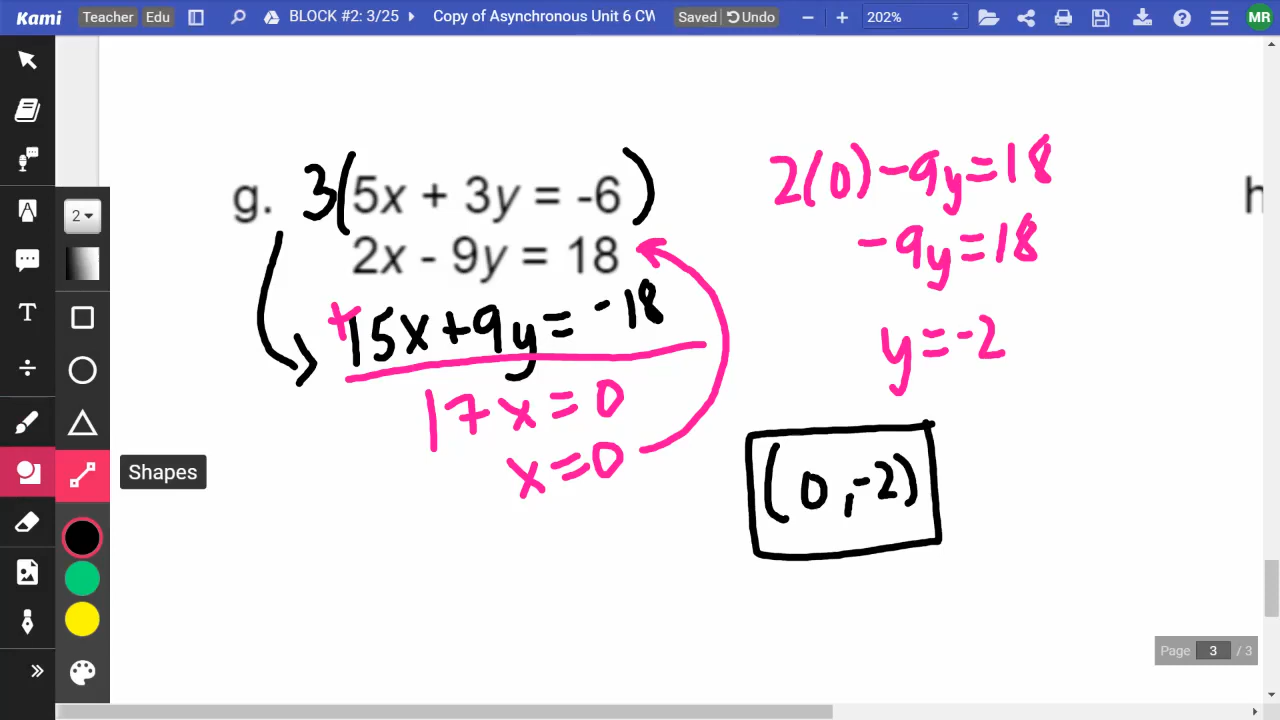 Kami Teacher Edu BLOCK #2: 3/25 Copy of Asynchronous Unit 6 CW Saved Undo 202% MR
g. 3(5x + 3y = -6)
2x - 9y = 18
+15x+9y=-18
17x=0
x=0
2(0)-9y=18
-9y=18
y=-2
(0,-2)
h
2
T
Shapes
Page 3 / 3